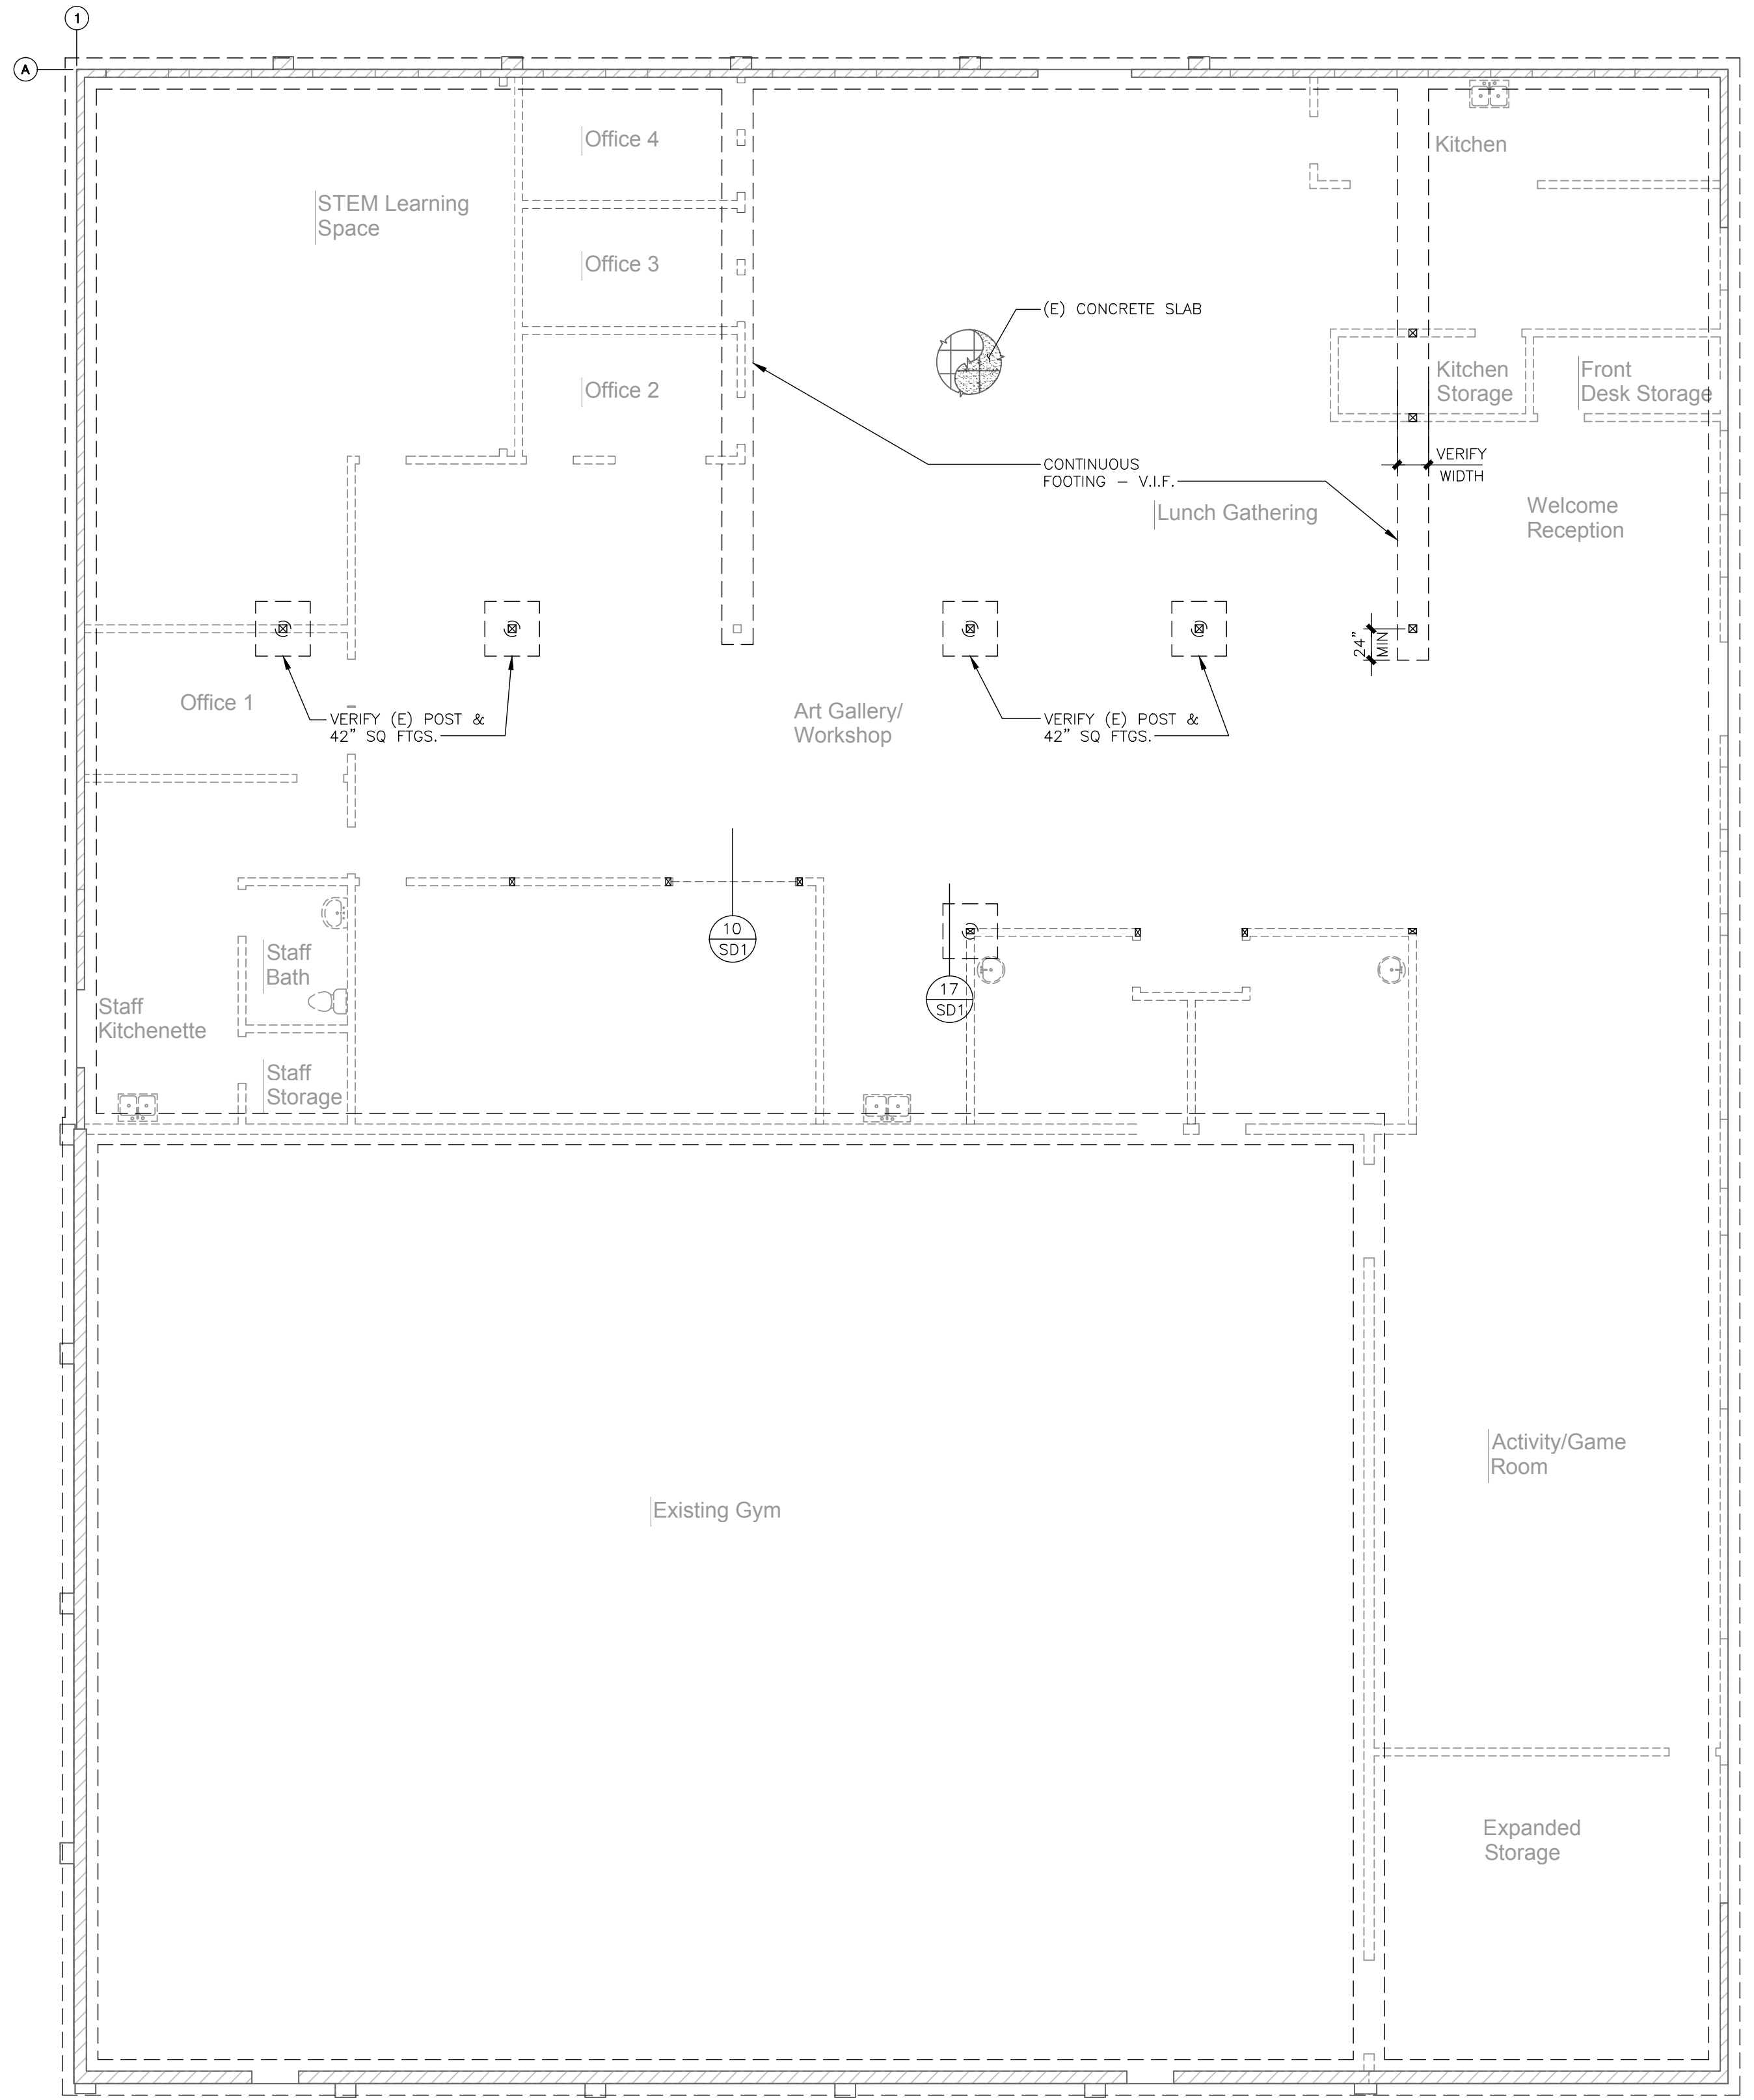 1
A
Office 4
Kitchen
STEM Learning
Space
Office 3
(E) CONCRETE SLAB
Office 2
Kitchen
Storage
Front
Desk Storage
CONTINUOUS
FOOTING – V.I.F.
VERIFY
WIDTH
Lunch Gathering
Welcome
Reception
24"
MIN
Office 1
VERIFY (E) POST &
42" SQ FTGS.
Art Gallery/
Workshop
VERIFY (E) POST &
42" SQ FTGS.
10
SD1
17
SD1
Staff
Bath
Staff
Kitchenette
Staff
Storage
Activity/Game
Room
Existing Gym
Expanded
Storage